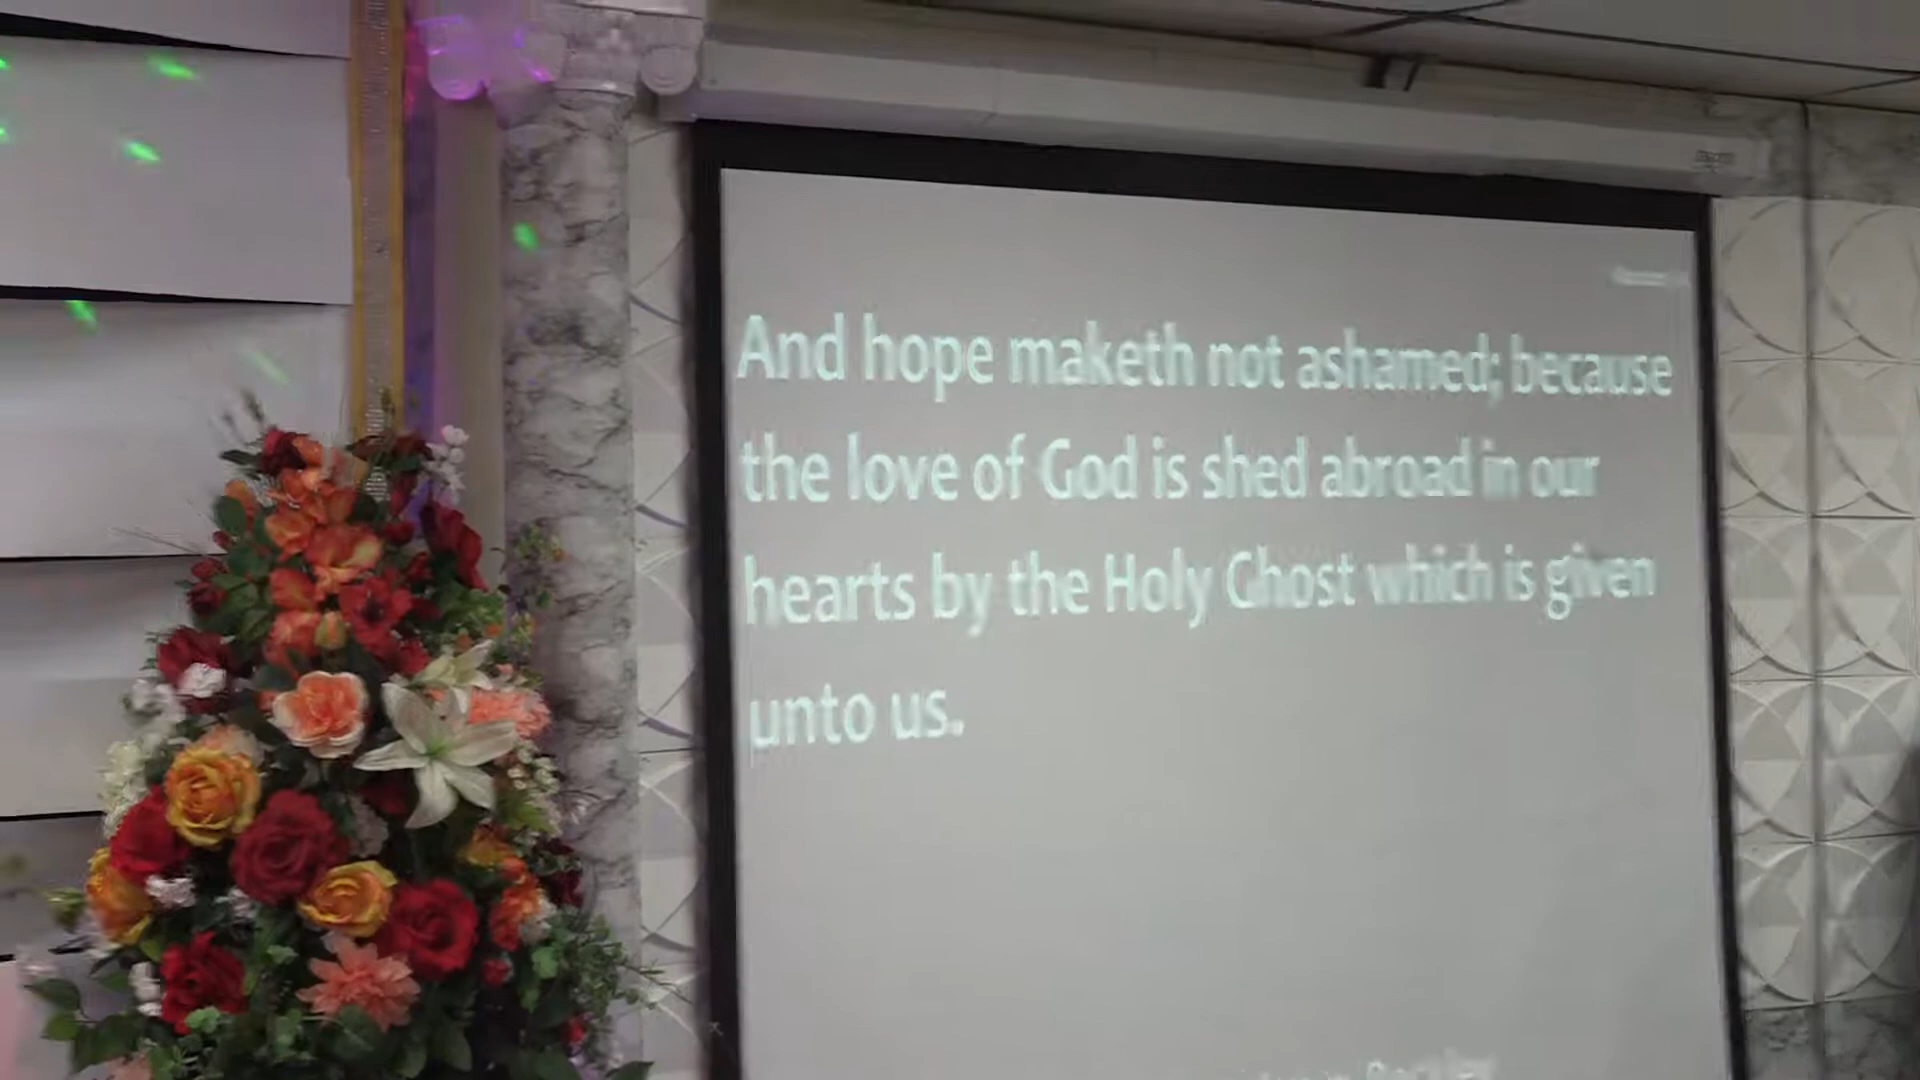 And hope maketh not ashamed; because
the love of God is shed abroad in our
hearts by the Holy Ghost which is given
unto us.